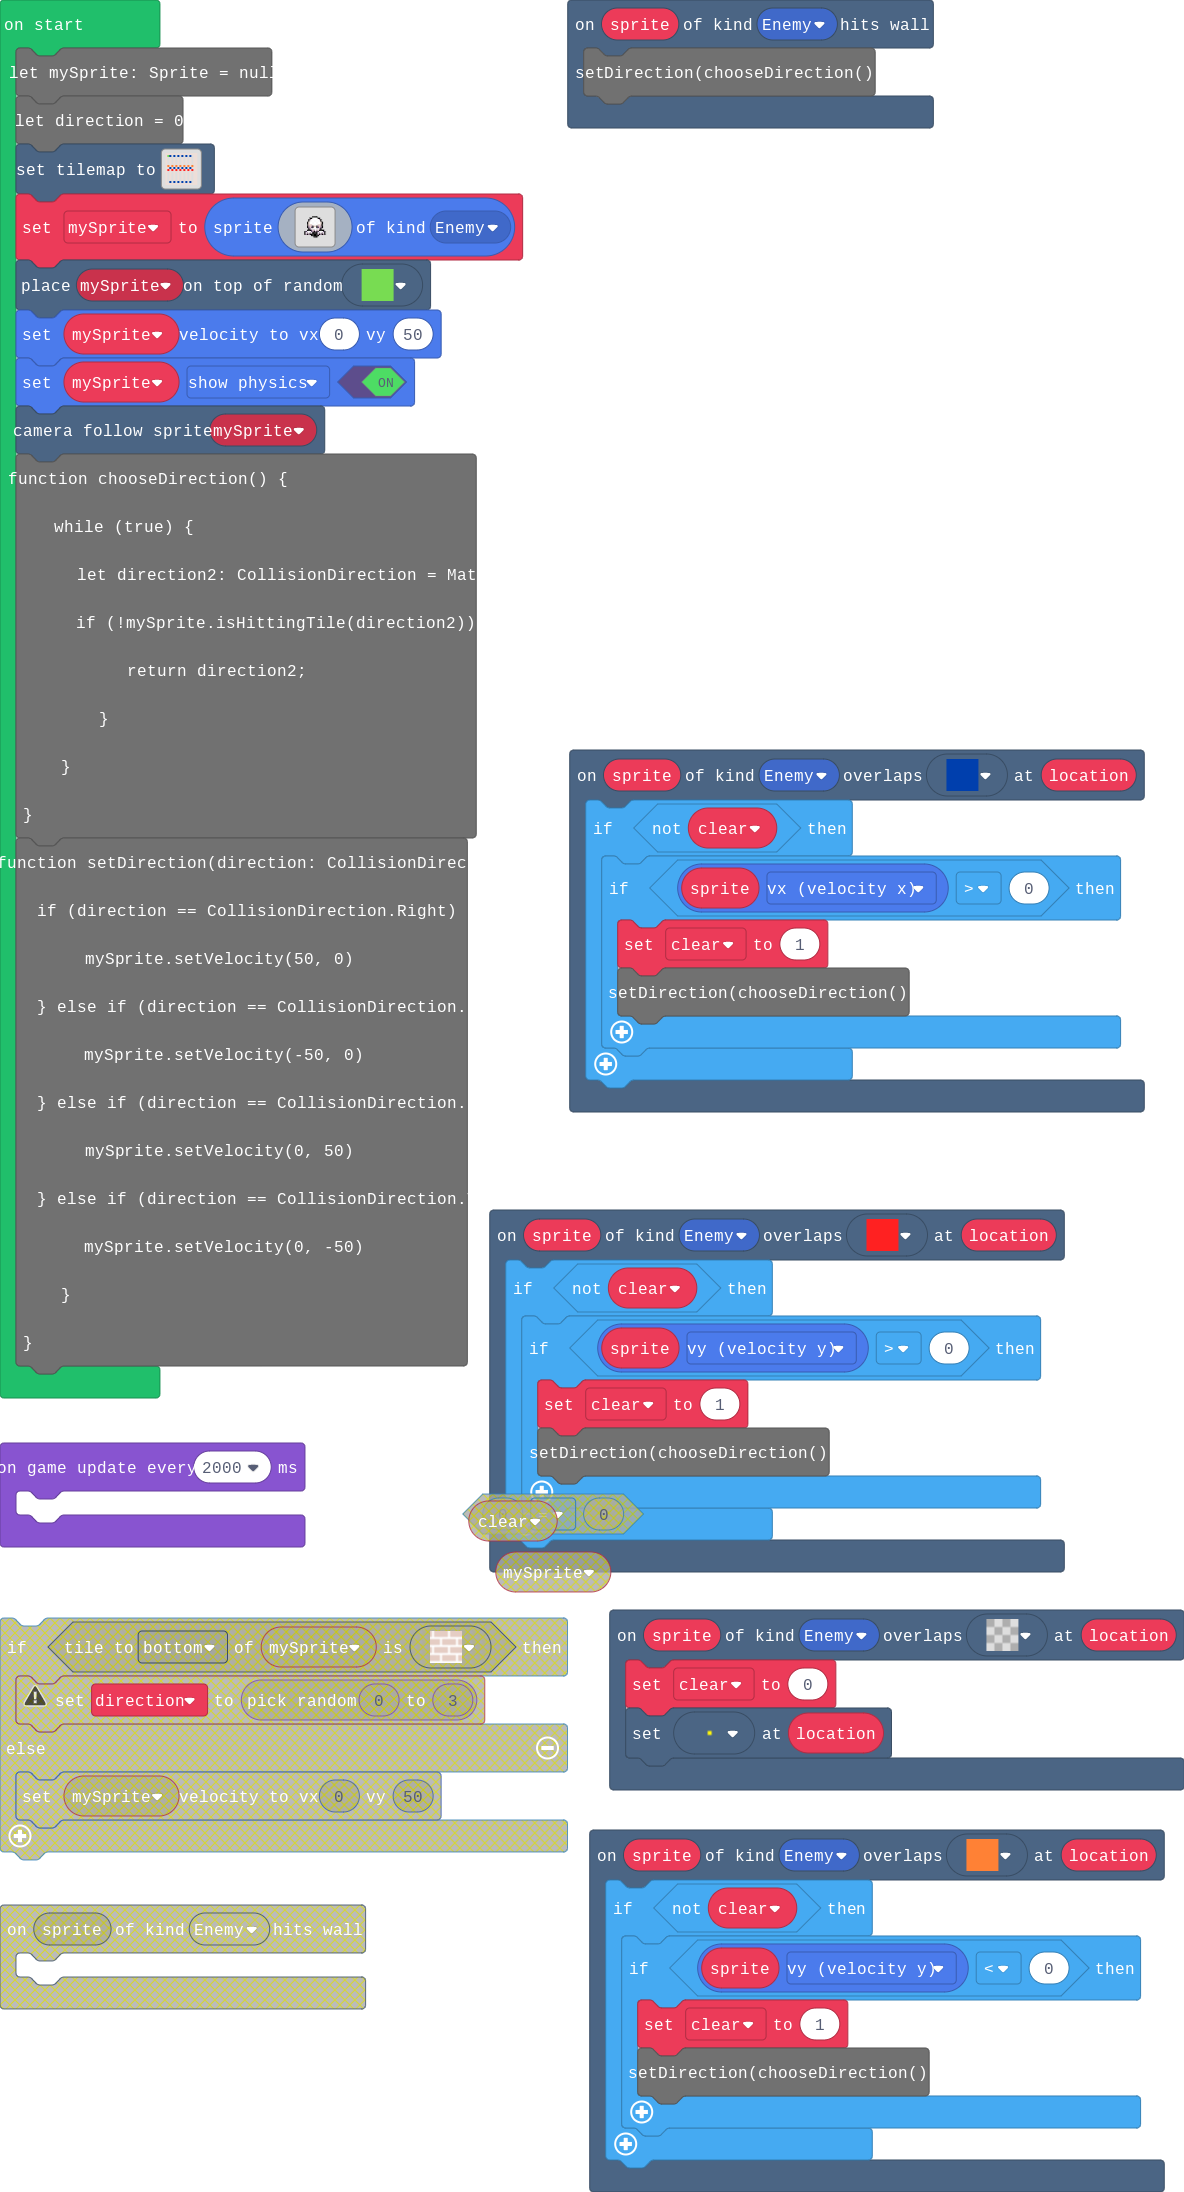 on start
let mySprite: Sprite = null
let direction = 0
set tilemap to
set mySprite to sprite of kind Enemy
place mySprite on top of random
set mySprite velocity to vx 0 vy 50
set mySprite show physics ON
camera follow sprite mySprite
function chooseDirection() {
while (true) {
let direction2: CollisionDirection = Mat
if (!mySprite.isHittingTile(direction2))
return direction2;
}
}
}
function setDirection(direction: CollisionDirec
if (direction == CollisionDirection.Right)
mySprite.setVelocity(50, 0)
} else if (direction == CollisionDirection.
mySprite.setVelocity(-50, 0)
} else if (direction == CollisionDirection.
mySprite.setVelocity(0, 50)
} else if (direction == CollisionDirection.
mySprite.setVelocity(0, -50)
}
}
on game update every 2000 ms
if tile to bottom of mySprite is then
set direction to pick random 0 to 3
else
set mySprite velocity to vx 0 vy 50
on sprite of kind Enemy hits wall
on sprite of kind Enemy hits wall
setDirection(chooseDirection()
on sprite of kind Enemy overlaps at location
if not clear then
if sprite vx (velocity x) > 0 then
set clear to 1
setDirection(chooseDirection()
on sprite of kind Enemy overlaps at location
if not clear then
if sprite vy (velocity y) > 0 then
set clear to 1
setDirection(chooseDirection()
clear 0
mySprite
on sprite of kind Enemy overlaps at location
set clear to 0
set at location
on sprite of kind Enemy overlaps at location
if not clear then
if sprite vy (velocity y) < 0 then
set clear to 1
setDirection(chooseDirection()